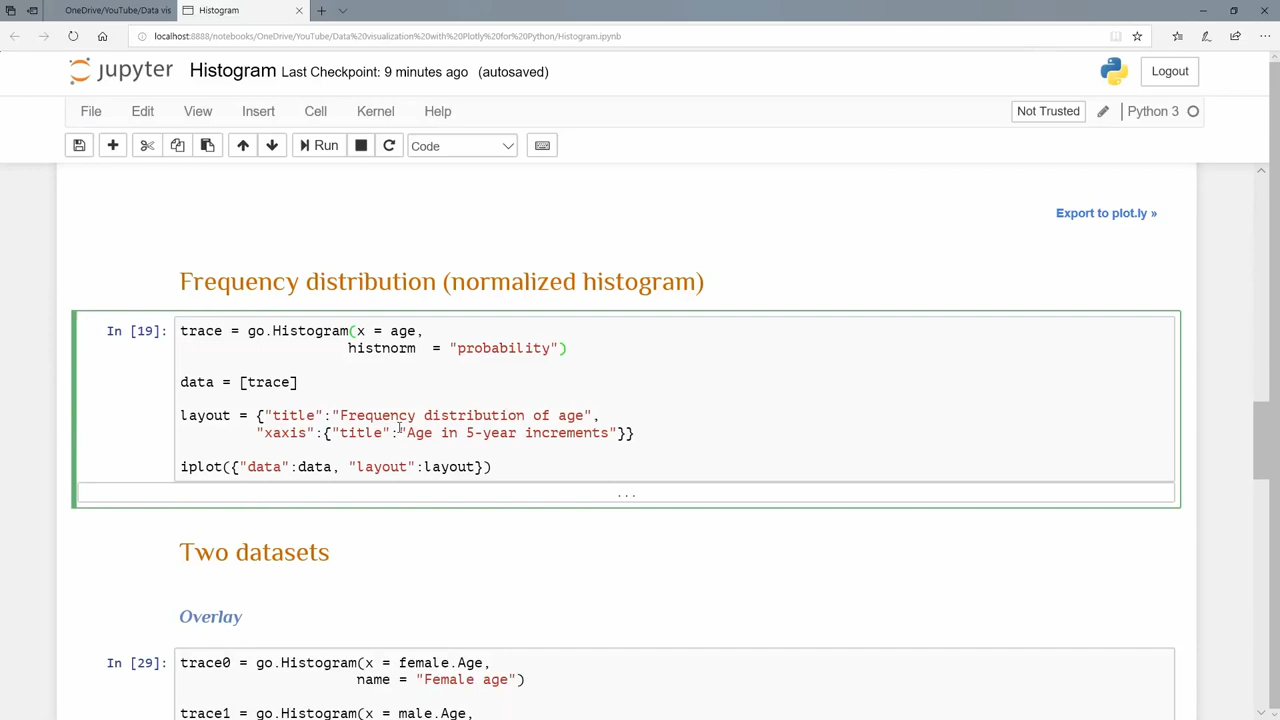 OneDrive/YouTube/Data vis
Histogram
localhost:8888/notebooks/OneDrive/YouTube/Data%20visualization%20with%20Plotly%20for%20Python/Histogram.ipynb
jupyter Histogram Last Checkpoint: 9 minutes ago (autosaved)
Logout
File Edit View Insert Cell Kernel Help
Not Trusted
Python 3
Run
Code
Export to plot.ly »
Frequency distribution (normalized histogram)
In [19]: trace = go.Histogram(x = age,
histnorm  = "probability")
data = [trace]
layout = {"title":"Frequency distribution of age",
"xaxis":{"title":"Age in 5-year increments"}}
iplot({"data":data, "layout":layout})
...
Two datasets
Overlay
In [29]: trace0 = go.Histogram(x = female.Age,
name = "Female age")
trace1 = go.Histogram(x = male.Age,